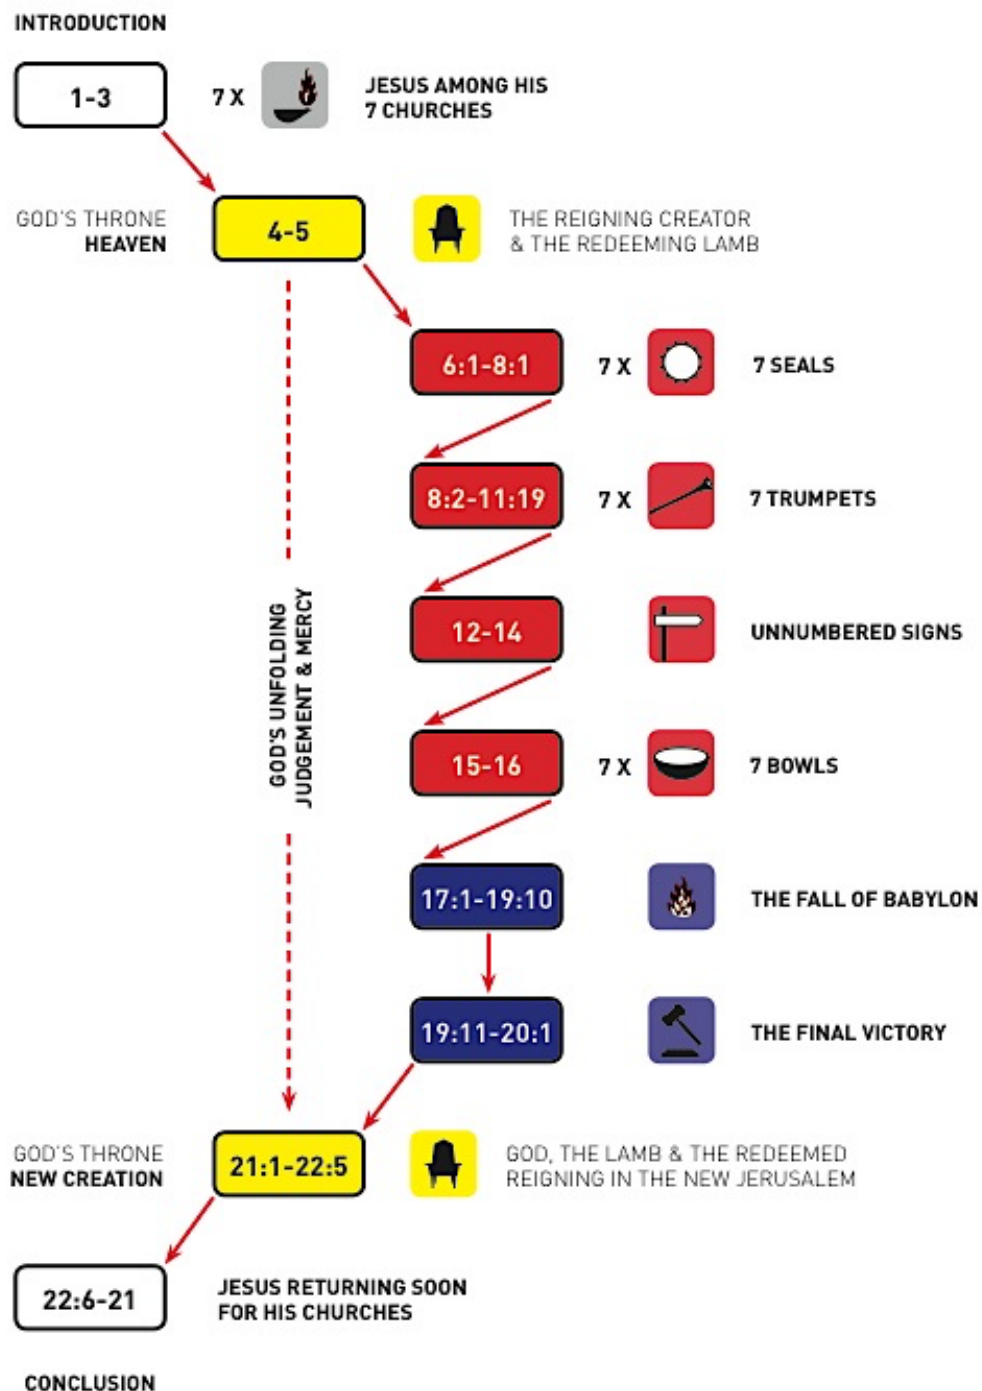 INTRODUCTION
1-3
7 X
JESUS AMONG HIS
7 CHURCHES
GOD'S THRONE
HEAVEN
4-5
THE REIGNING CREATOR
& THE REDEEMING LAMB
6:1-8:1
7 X
7 SEALS
8:2-11:19
7 X
7 TRUMPETS
GOD'S UNFOLDING
JUDGEMENT & MERCY
12-14
UNNUMBERED SIGNS
15-16
7 X
7 BOWLS
17:1-19:10
THE FALL OF BABYLON
19:11-20:1
THE FINAL VICTORY
GOD'S THRONE
NEW CREATION
21:1-22:5
GOD, THE LAMB & THE REDEEMED
REIGNING IN THE NEW JERUSALEM
22:6-21
JESUS RETURNING SOON
FOR HIS CHURCHES
CONCLUSION